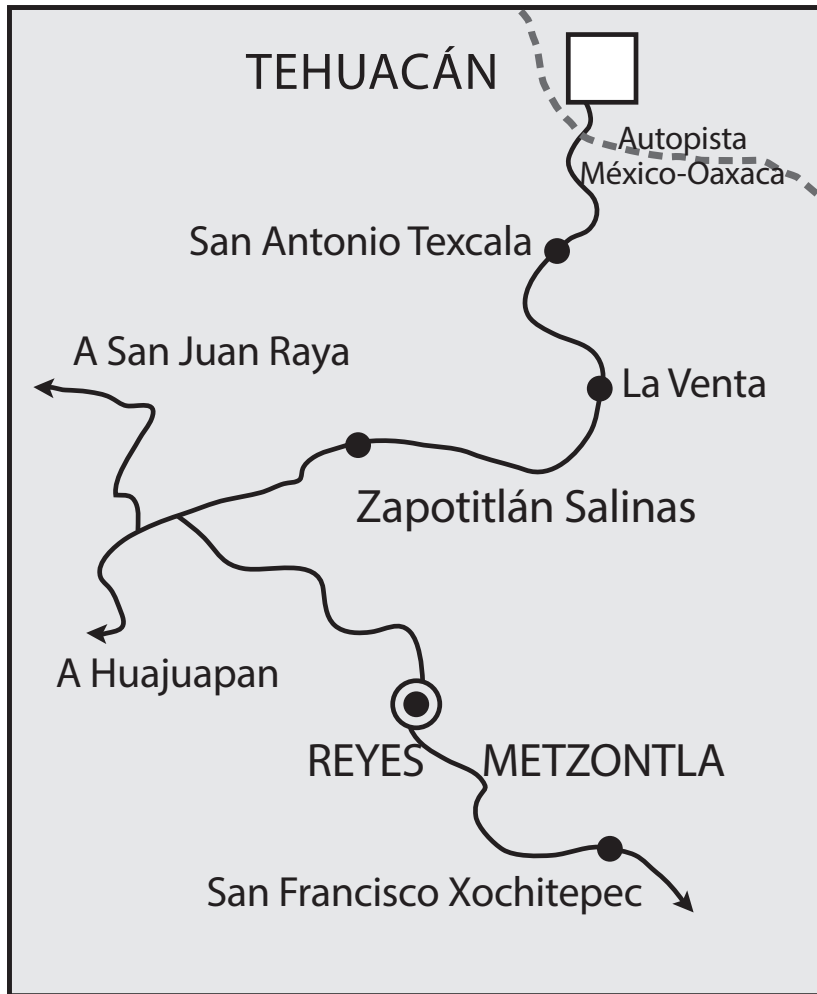 TEHUACÁN
Autopista
México-Oaxaca
San Antonio Texcala
A San Juan Raya
La Venta
Zapotitlán Salinas
A Huajuapan
REYES METZONTLA
San Francisco Xochitepec